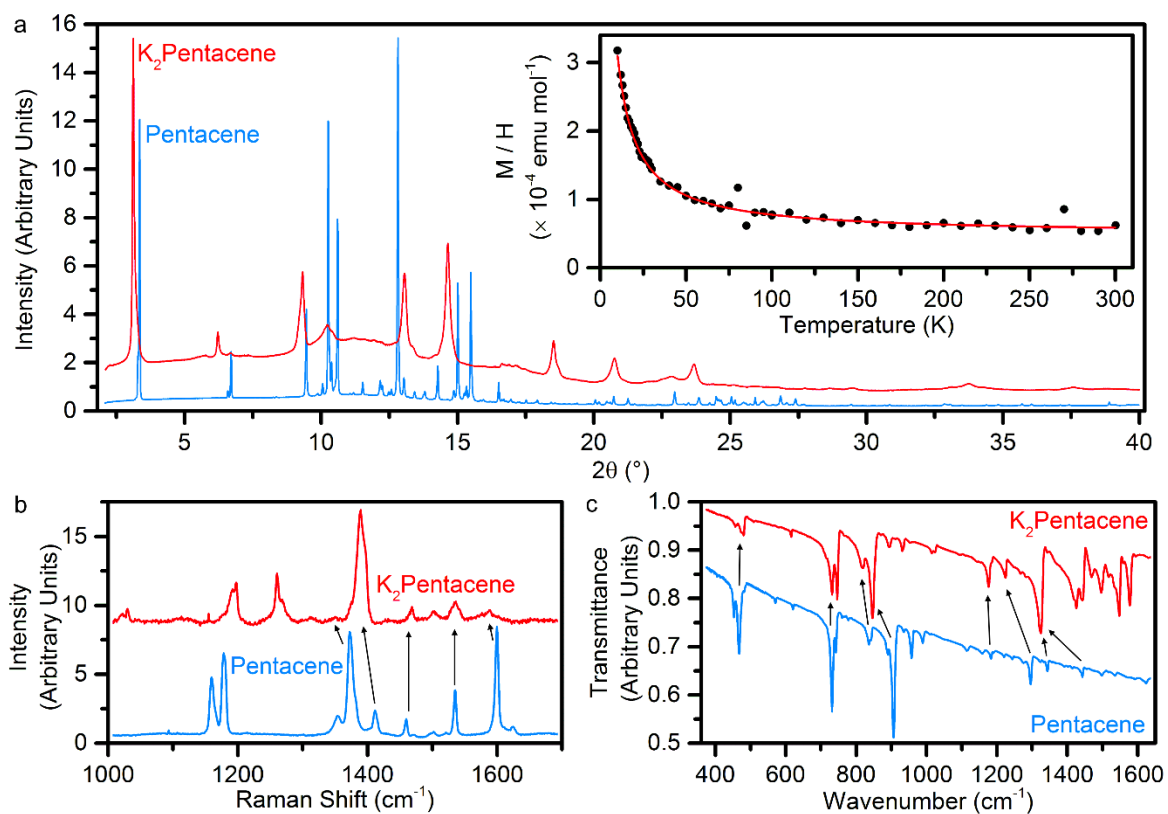 a
16
14
12
10
8
6
4
2
0
Intensity (Arbitrary Units)
K2Pentacene
Pentacene
5
10
15
20
25
30
35
40
2θ (°)
3
2
1
0
M / H
(× 10-4 emu mol-1)
0
50
100
150
200
250
300
Temperature (K)
b
15
10
5
0
Intensity
(Arbitrary Units)
K2Pentacene
Pentacene
1000
1200
1400
1600
Raman Shift (cm-1)
c
1.0
0.9
0.8
0.7
0.6
0.5
Transmittance
(Arbitrary Units)
K2Pentacene
Pentacene
400
600
800
1000
1200
1400
1600
Wavenumber (cm-1)